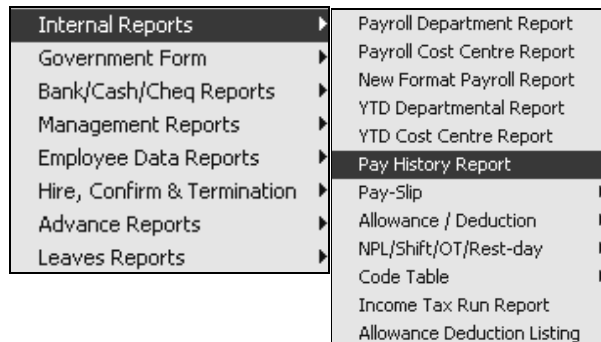 Internal Reports
Government Form
Bank/Cash/Cheq Reports
Management Reports
Employee Data Reports
Hire, Confirm & Termination
Advance Reports
Leaves Reports
Payroll Department Report
Payroll Cost Centre Report
New Format Payroll Report
YTD Departmental Report
YTD Cost Centre Report
Pay History Report
Pay-Slip
Allowance / Deduction
NPL/Shift/OT/Rest-day
Code Table
Income Tax Run Report
Allowance Deduction Listing